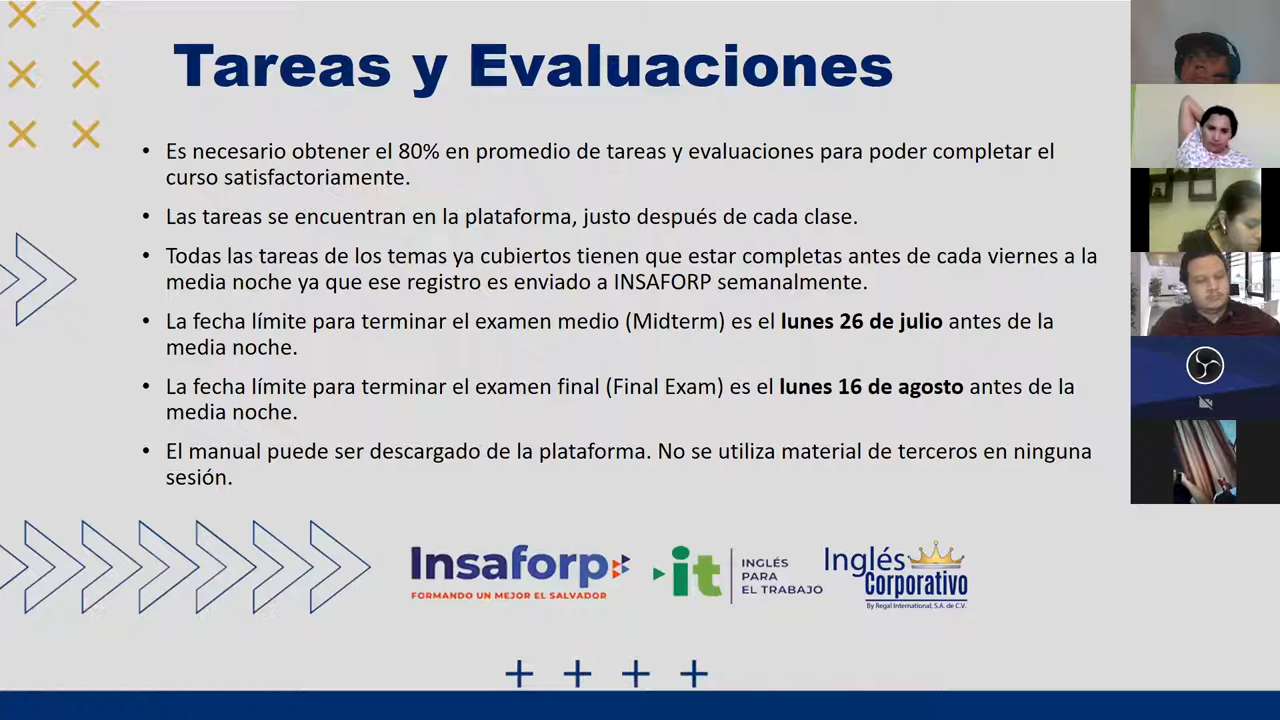 Tareas y Evaluaciones
• Es necesario obtener el 80% en promedio de tareas y evaluaciones para poder completar el
curso satisfactoriamente.
• Las tareas se encuentran en la plataforma, justo después de cada clase.
• Todas las tareas de los temas ya cubiertos tienen que estar completas antes de cada viernes a la
media noche ya que ese registro es enviado a INSAFORP semanalmente.
• La fecha límite para terminar el examen medio (Midterm) es el lunes 26 de julio antes de la
media noche.
• La fecha límite para terminar el examen final (Final Exam) es el lunes 16 de agosto antes de la
media noche.
• El manual puede ser descargado de la plataforma. No se utiliza material de terceros en ninguna
sesión.
Insaforp
FORMANDO UN MEJOR EL SALVADOR
it
INGLÉS
PARA
EL TRABAJO
Inglés
Corporativo
By Regal International, S.A. de C.V.